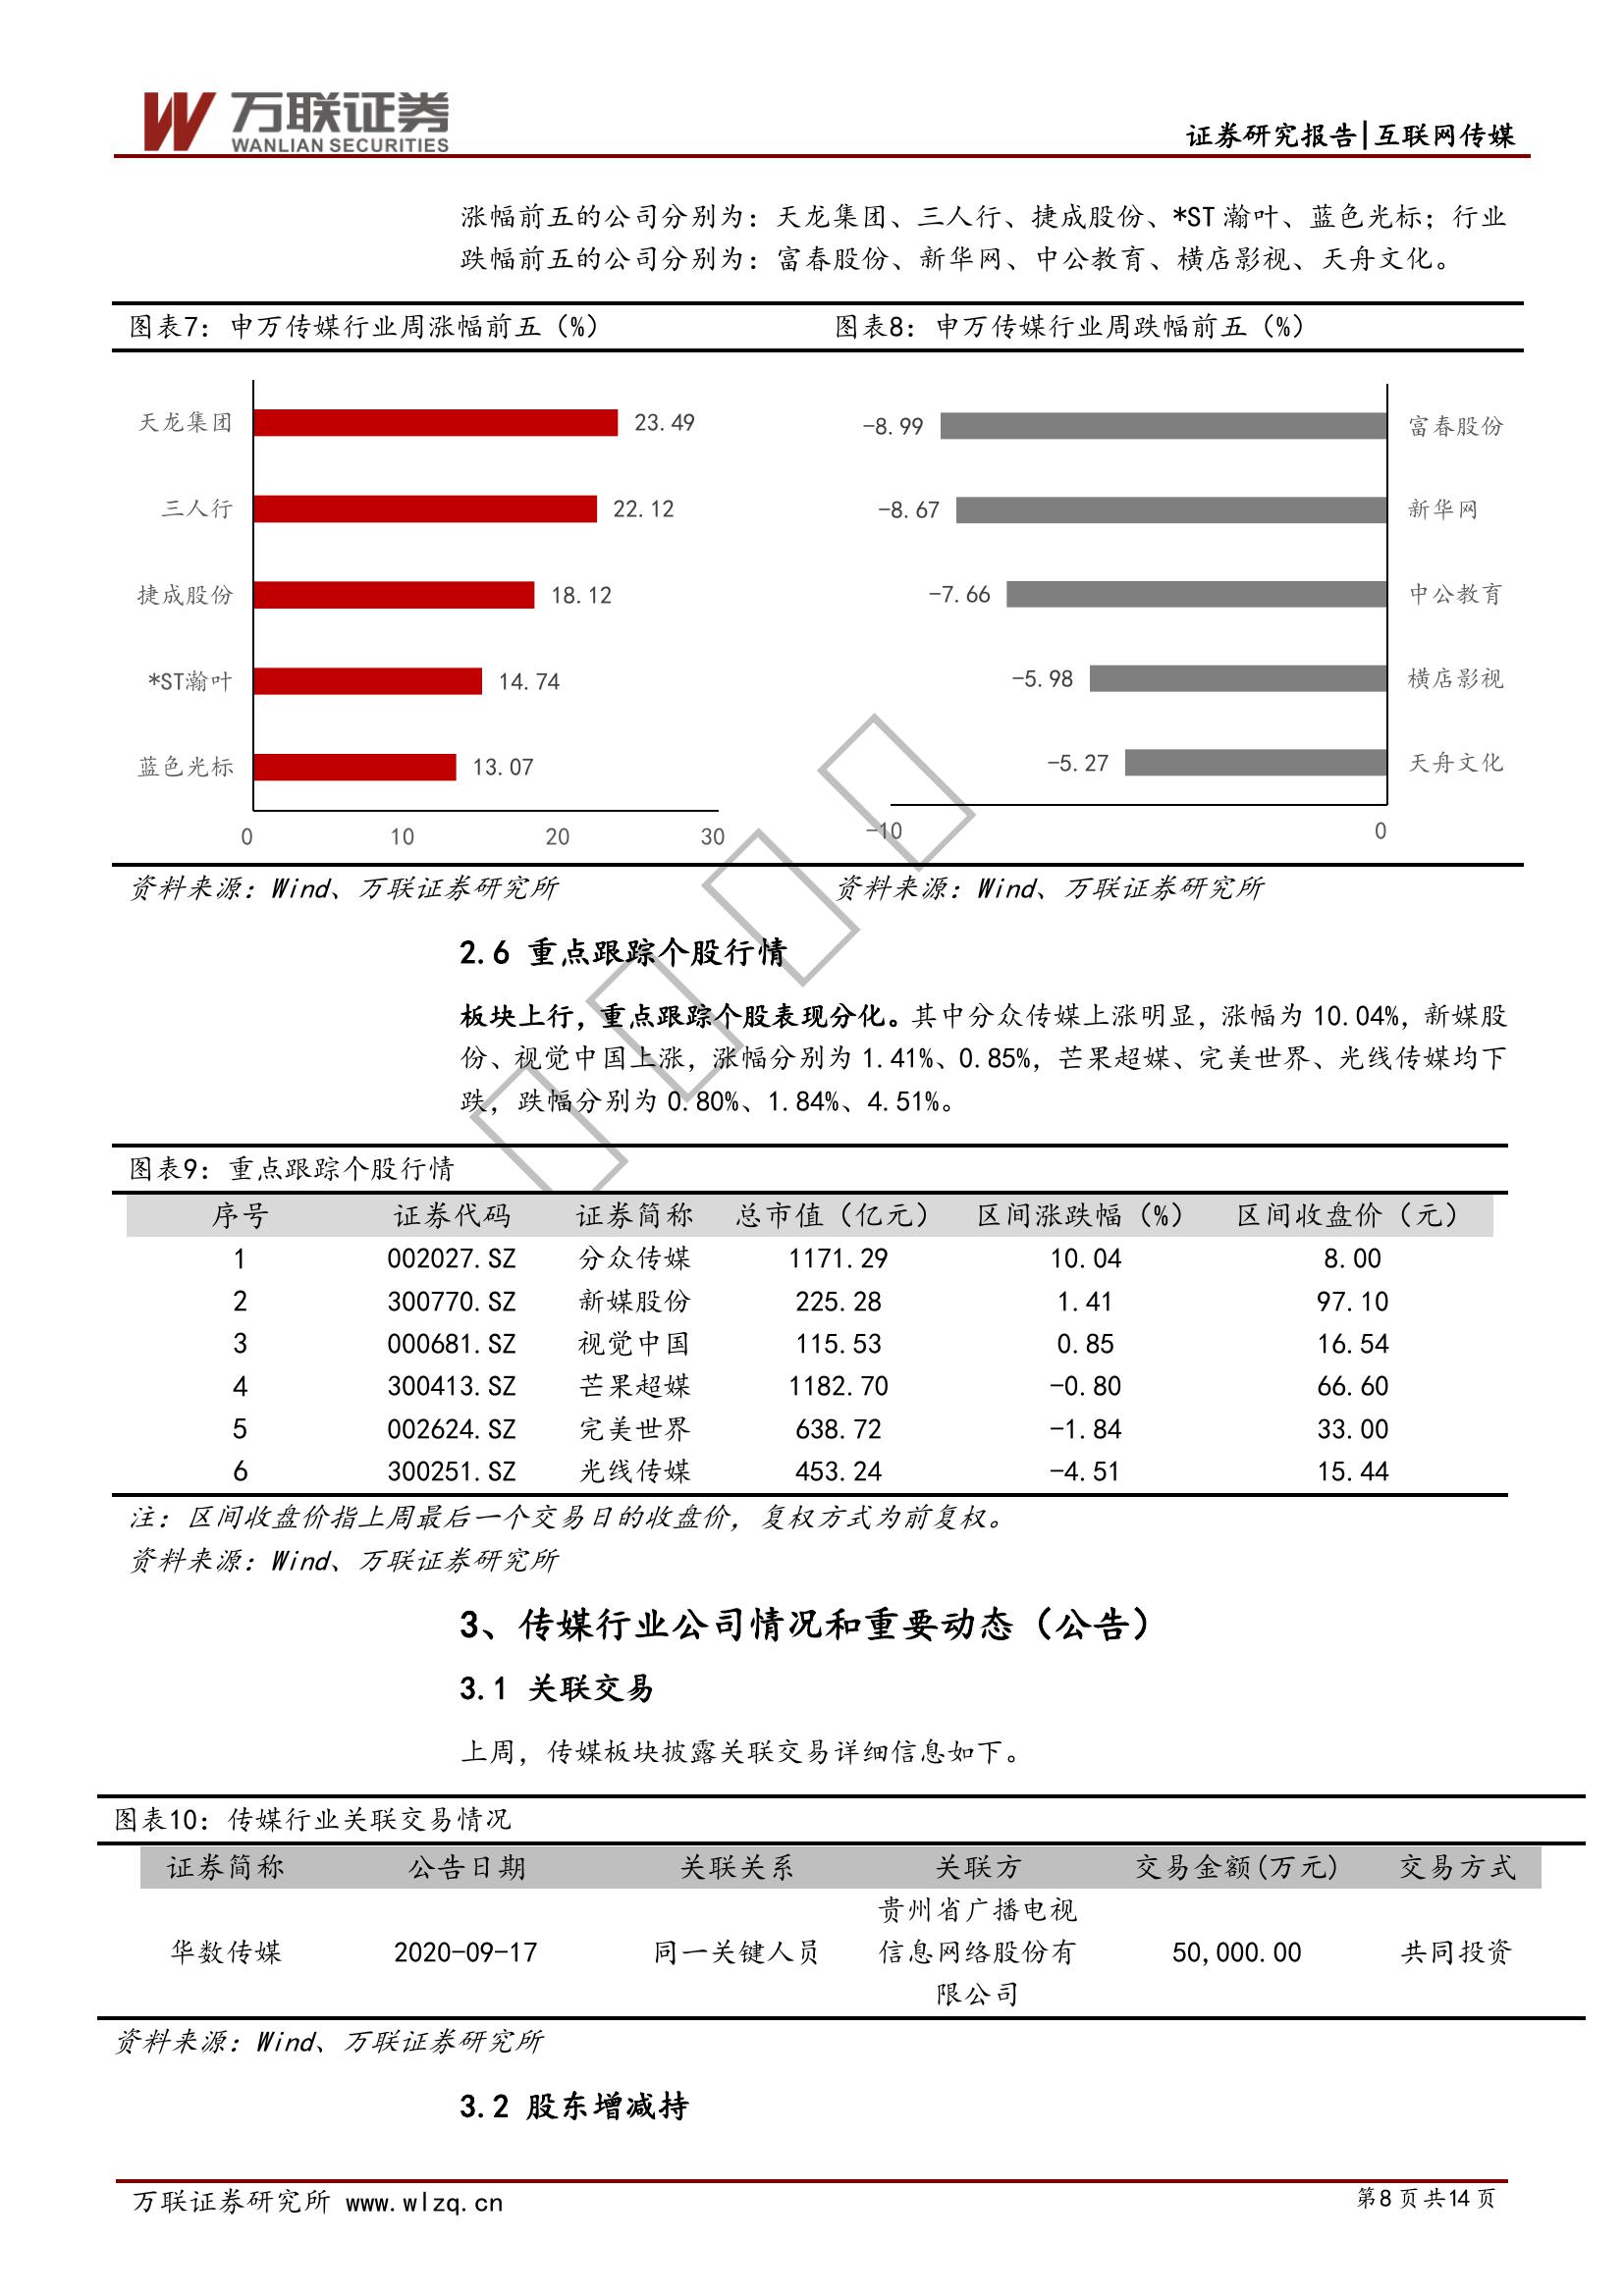 万联证券
WANLIAN SECURITIES
证券研究报告|互联网传媒
涨幅前五的公司分别为：天龙集团、三人行、捷成股份、*ST瀚叶、蓝色光标；行业
跌幅前五的公司分别为：富春股份、新华网、中公教育、横店影视、天舟文化。
图表7：申万传媒行业周涨幅前五（%）
天龙集团 23.49
三人行 22.12
捷成股份 18.12
*ST瀚叶 14.74
蓝色光标 13.07
0 10 20 30
资料来源：Wind、万联证券研究所
图表8：申万传媒行业周跌幅前五（%）
-8.99 富春股份
-8.67 新华网
-7.66 中公教育
-5.98 横店影视
-5.27 天舟文化
-10 0
资料来源：Wind、万联证券研究所
2.6 重点跟踪个股行情
板块上行，重点跟踪个股表现分化。其中分众传媒上涨明显，涨幅为10.04%，新媒股
份、视觉中国上涨，涨幅分别为1.41%、0.85%，芒果超媒、完美世界、光线传媒均下
跌，跌幅分别为0.80%、1.84%、4.51%。
图表9：重点跟踪个股行情
序号 证券代码 证券简称 总市值（亿元） 区间涨跌幅（%） 区间收盘价（元）
1 002027.SZ 分众传媒 1171.29 10.04 8.00
2 300770.SZ 新媒股份 225.28 1.41 97.10
3 000681.SZ 视觉中国 115.53 0.85 16.54
4 300413.SZ 芒果超媒 1182.70 -0.80 66.60
5 002624.SZ 完美世界 638.72 -1.84 33.00
6 300251.SZ 光线传媒 453.24 -4.51 15.44
注：区间收盘价指上周最后一个交易日的收盘价，复权方式为前复权。
资料来源：Wind、万联证券研究所
3、传媒行业公司情况和重要动态（公告）
3.1 关联交易
上周，传媒板块披露关联交易详细信息如下。
图表10：传媒行业关联交易情况
证券简称 公告日期 关联关系 关联方 交易金额(万元) 交易方式
贵州省广播电视
华数传媒 2020-09-17 同一关键人员 信息网络股份有 50,000.00 共同投资
限公司
资料来源：Wind、万联证券研究所
3.2 股东增减持
万联证券研究所 www.wlzq.cn
第8页共14页